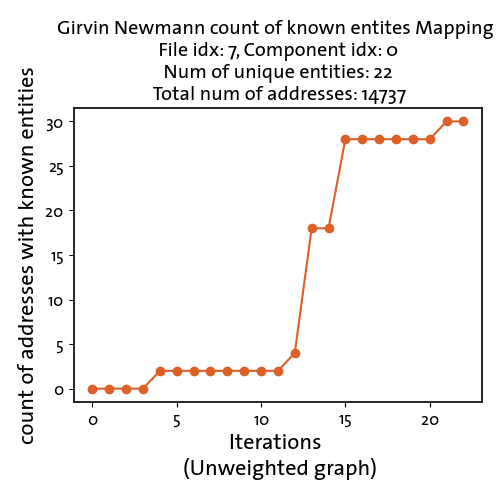 Girvin Newmann count of known entites Mapping
File idx: 7, Component idx: 0
Num of unique entities: 22
Total num of addresses: 14737
count of addresses with known entities
30
25
20
15
10
5
0
0 5 10 15 20
Iterations
(Unweighted graph)